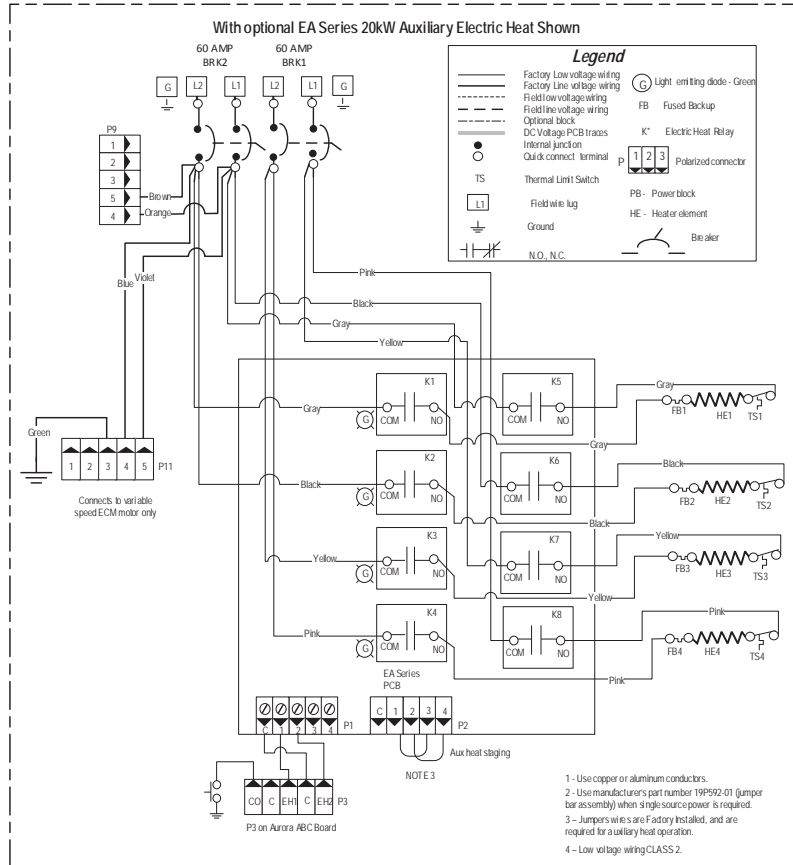 With optional EA Series 20kW Auxiliary Electric Heat Shown
60 AMP
BRK2
60 AMP
BRK1
G
L2
L1
L2
L1
G
Legend
Factory Low voltage wiring
Factory Line voltage wiring
Field low voltage wiring
Field line voltage wiring
Optional block
DC Voltage PCB traces
Internal junction
Quick connect terminal
TS
Thermal Limit Switch
L1
Field wire lug
Ground
N.O., N.C.
G
Light emitting diode - Green
FB
Fused Backup
K*
Electric Heat Relay
P
1 2 3
Polarized connector
PB - Power block
HE - Heater element
Breaker
P9
1
2
3
5
4
Brown
Orange
Blue
Violet
Pink
Black
Gray
Yellow
Green
1 2 3 4 5
P11
Connects to variable
speed ECM motor only
Gray
G
K1
COM
NO
K5
COM
NO
Gray
Gray
FB1
HE1
TS1
Black
G
K2
COM
NO
K6
COM
NO
Black
Black
FB2
HE2
TS2
Yellow
G
K3
COM
NO
K7
COM
NO
Yellow
Yellow
FB3
HE3
TS3
Pink
G
K4
COM
NO
K8
COM
NO
Pink
Pink
FB4
HE4
TS4
EA Series
PCB
C 1 2 3 4
P1
C 1 2 3 4
P2
Aux heat staging
NOTE 3
CO C EH1 C EH2
P3
P3 on Aurora ABC Board
1 - Use copper or aluminum conductors.
2 - Use manufacturer's part number 19P592-01 (jumper
bar assembly) when single source power is required.
3 – Jumpers wires are Factory Installed, and are
required for auxiliary heat operation.
4 – Low voltage wiring CLASS 2.